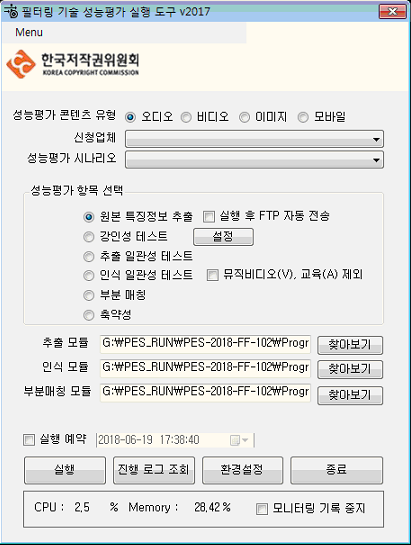 필터링 기술 성능평가 실행 도구 v2017
Menu
한국저작권위원회
KOREA COPYRIGHT COMMISSION
성능평가 콘텐츠 유형 오디오 비디오 이미지 모바일
신청업체
성능평가 시나리오
성능평가 항목 선택
원본 특징정보 추출 실행 후 FTP 자동 전송
강인성 테스트 설정
추출 일관성 테스트
인식 일관성 테스트 뮤직비디오(V), 교육(A) 제외
부분 매칭
축약성
추출 모듈 G:₩PES_RUN₩PES-2018-FF-102₩Progr 찾아보기
인식 모듈 G:₩PES_RUN₩PES-2018-FF-102₩Progr 찾아보기
부분매칭 모듈 G:₩PES_RUN₩PES-2018-FF-102₩Progr 찾아보기
실행 예약 2018-06-19 17:38:40
실행 진행 로그 조회 환경설정 종료
CPU : 2,5 % Memory : 28,42 % 모니터링 기록 중지